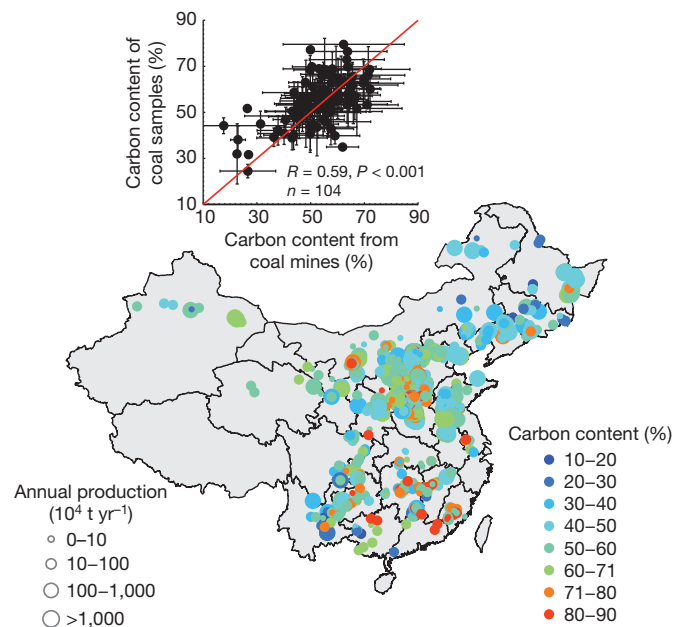 Carbon content of
coal samples (%)
90
70
50
30
10
R = 0.59, P < 0.001
n = 104
10
30
50
70
90
Carbon content from
coal mines (%)
Annual production
(10⁴ t yr⁻¹)
0–10
10–100
100–1,000
>1,000
Carbon content (%)
10–20
20–30
30–40
40–50
50–60
60–71
71–80
80–90